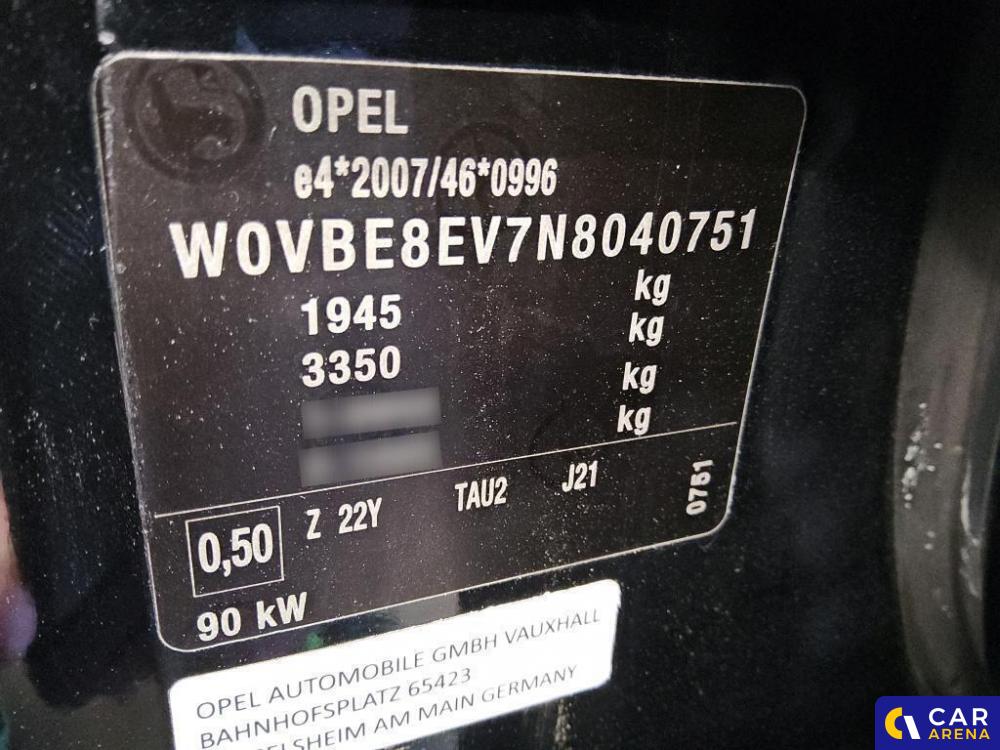 OPEL
e4*2007/46*0996
W0VBE8EV7N8040751
1945 kg
3350 kg
kg
kg
0,50 Z 22Y TAU2 J21 0751
90 kW
OPEL AUTOMOBILE GMBH VAUXHALL
BAHNHOFSPLATZ 65423
ELSHEIM AM MAIN GERMANY
CAR
ARENA